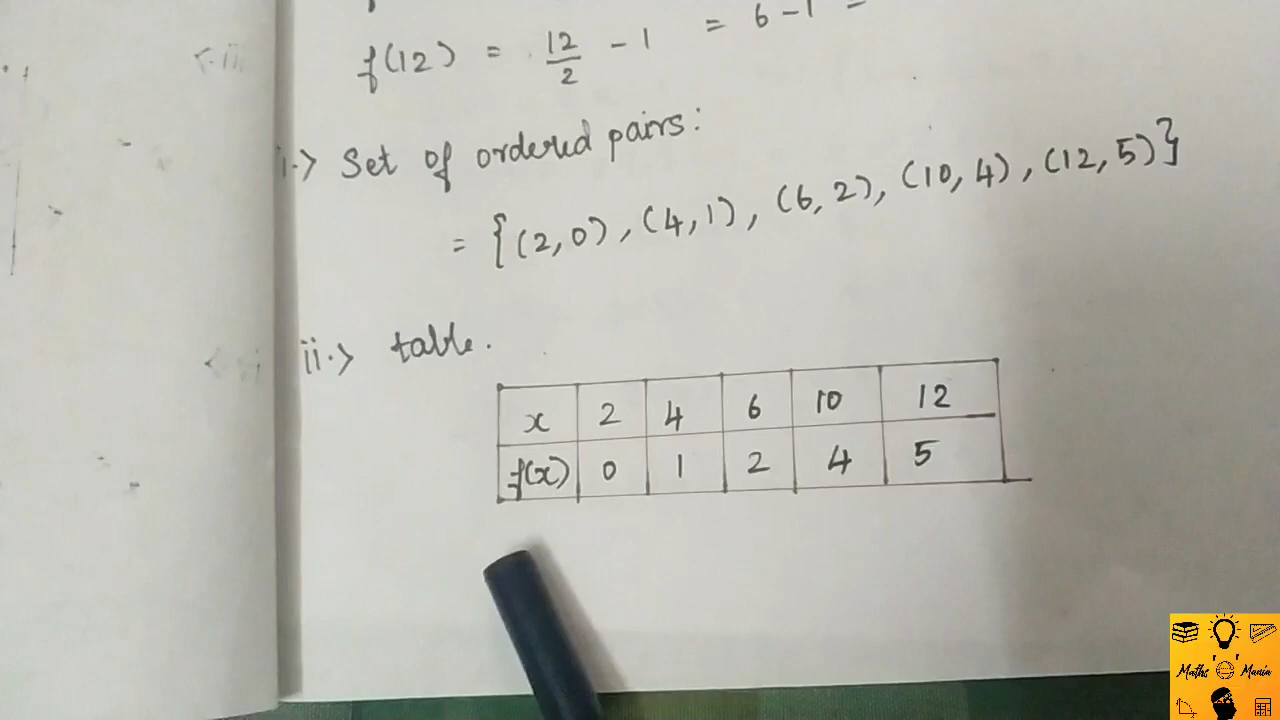 f(12) = 12/2 - 1 = 6 - 1 =
i.> Set of ordered pairs:
= {(2,0), (4,1), (6,2), (10,4), (12,5)}
ii.> table.
x 2 4 6 10 12
f(x) 0 1 2 4 5
Maths Mania